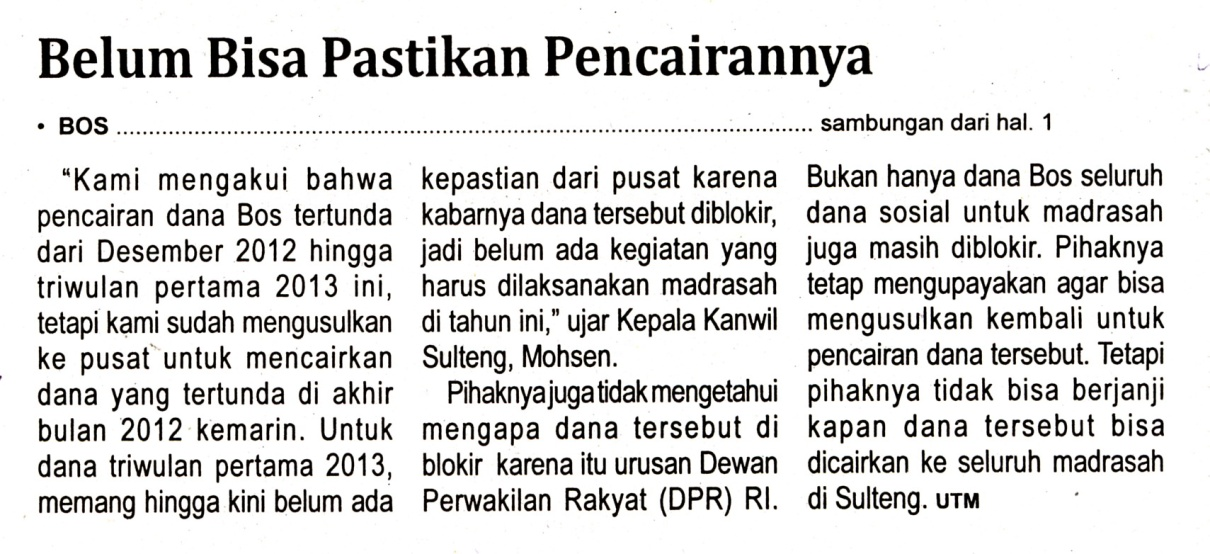 Belum Bisa Pastikan Pencairannya
• BOS ............................................................................................................. sambungan dari hal. 1
“Kami mengakui bahwa
pencairan dana Bos tertunda
dari Desember 2012 hingga
triwulan pertama 2013 ini,
tetapi kami sudah mengusulkan
ke pusat untuk mencairkan
dana yang tertunda di akhir
bulan 2012 kemarin. Untuk
dana triwulan pertama 2013,
memang hingga kini belum ada
kepastian dari pusat karena
kabarnya dana tersebut diblokir,
jadi belum ada kegiatan yang
harus dilaksanakan madrasah
di tahun ini,” ujar Kepala Kanwil
Sulteng, Mohsen.
Pihaknya juga tidak mengetahui
mengapa dana tersebut di
blokir karena itu urusan Dewan
Perwakilan Rakyat (DPR) RI.
Bukan hanya dana Bos seluruh
dana sosial untuk madrasah
juga masih diblokir. Pihaknya
tetap mengupayakan agar bisa
mengusulkan kembali untuk
pencairan dana tersebut. Tetapi
pihaknya tidak bisa berjanji
kapan dana tersebut bisa
dicairkan ke seluruh madrasah
di Sulteng. UTM